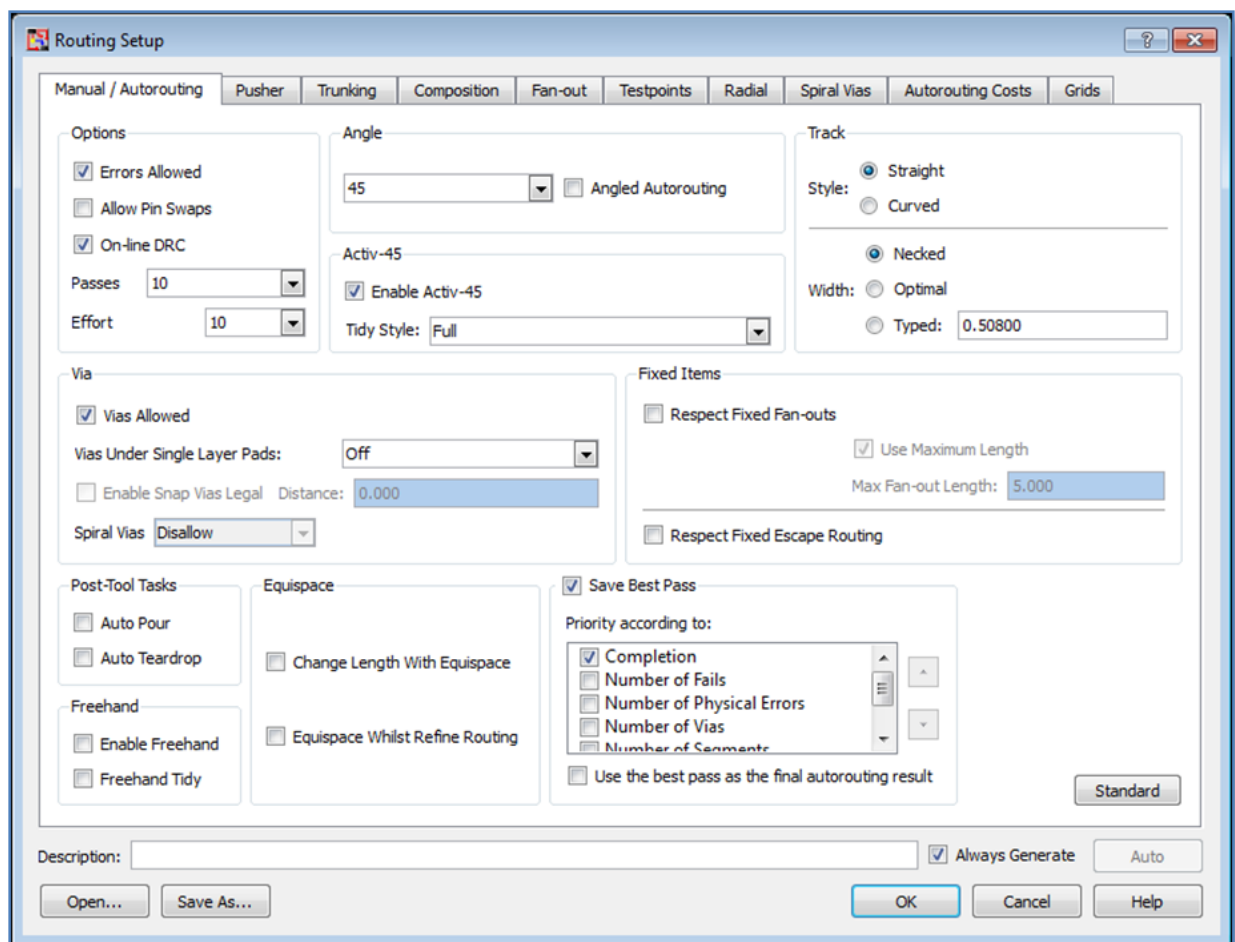 Routing Setup
Manual / Autorouting Pusher Trunking Composition Fan-out Testpoints Radial Spiral Vias Autorouting Costs Grids
Options
Errors Allowed
Allow Pin Swaps
On-line DRC
Passes 10
Effort 10
Angle
45 Angled Autorouting
Activ-45
Enable Activ-45
Tidy Style: Full
Track
Style: Straight
Curved
Width: Necked
Optimal
Typed: 0.50800
Via
Vias Allowed
Vias Under Single Layer Pads: Off
Enable Snap Vias Legal Distance: 0.000
Spiral Vias Disallow
Fixed Items
Respect Fixed Fan-outs
Use Maximum Length
Max Fan-out Length: 5.000
Respect Fixed Escape Routing
Post-Tool Tasks
Auto Pour
Auto Teardrop
Freehand
Enable Freehand
Freehand Tidy
Equispace
Change Length With Equispace
Equispace Whilst Refine Routing
Save Best Pass
Priority according to:
Completion
Number of Fails
Number of Physical Errors
Number of Vias
Number of Segments
Use the best pass as the final autorouting result
Standard
Description: Always Generate Auto
Open... Save As... OK Cancel Help